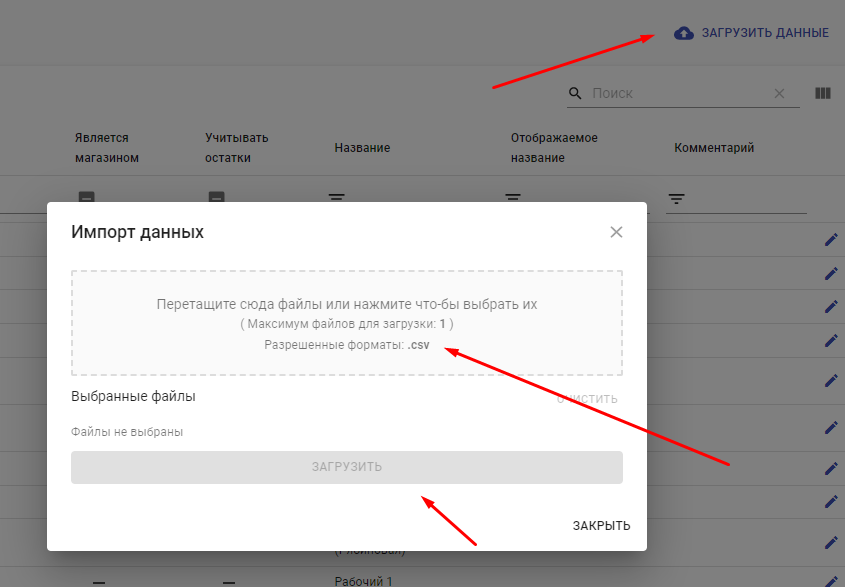 ЗАГРУЗИТЬ ДАННЫЕ
Поиск
Является
магазином
Учитывать
остатки
Название
Отображаемое
название
Комментарий
Импорт данных
Перетащите сюда файлы или нажмите что-бы выбрать их
( Максимум файлов для загрузки: 1 )
Разрешенные форматы: .csv
Выбранные файлы
ОЧИСТИТЬ
Файлы не выбраны
ЗАГРУЗИТЬ
ЗАКРЫТЬ
Рабочий 1